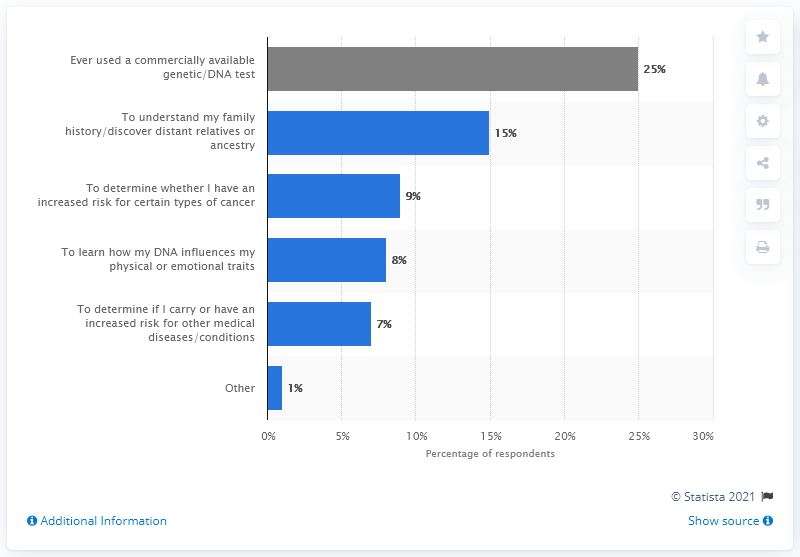 Ever used a commercially available
genetic/DNA test
25%
To understand my family
history/discover distant relatives or
ancestry
15%
To determine whether I have an
increased risk for certain types of cancer
9%
To learn how my DNA influences my
physical or emotional traits
8%
To determine if I carry or have an
increased risk for other medical
diseases/conditions
7%
Other
1%
0% 5% 10% 15% 20% 25% 30%
Percentage of respondents
© Statista 2021
Additional Information
Show source